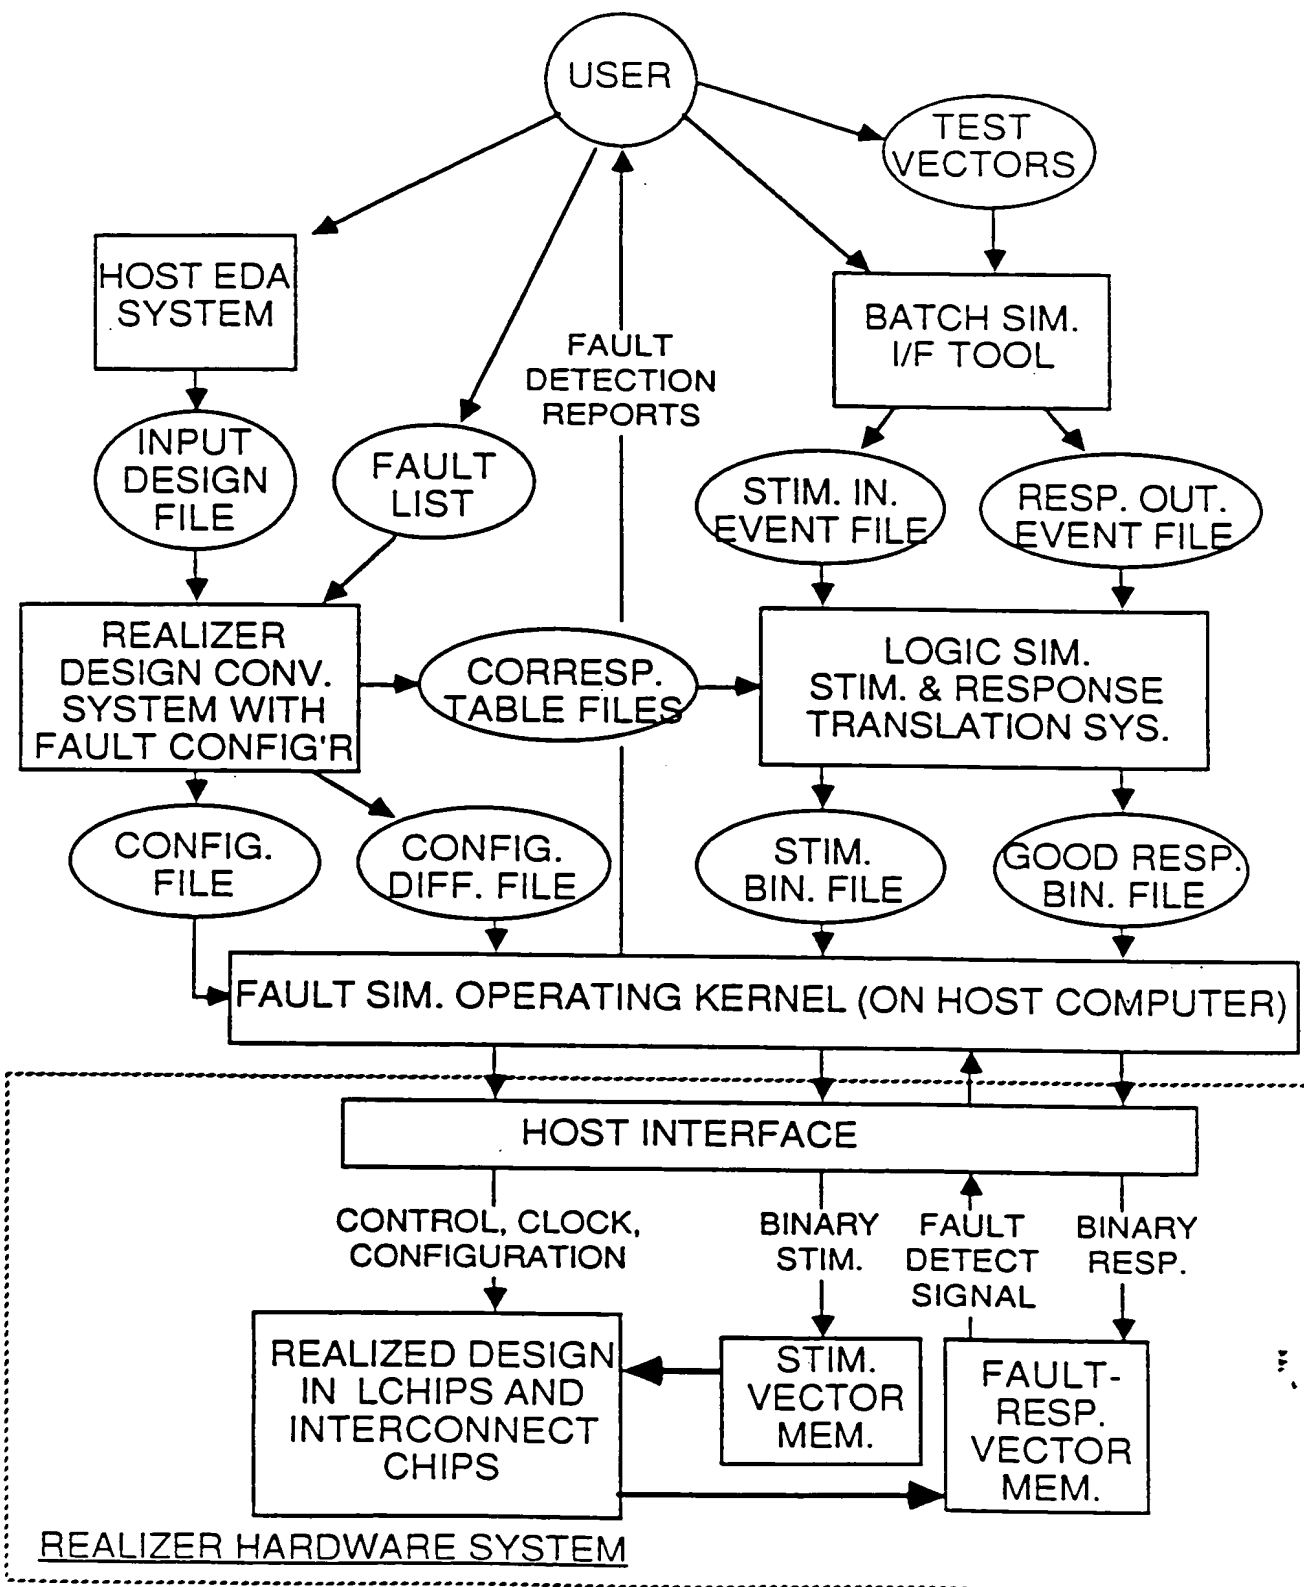 USER
TEST
VECTORS
HOST EDA
SYSTEM
BATCH SIM.
I/F TOOL
FAULT
DETECTION
REPORTS
INPUT
DESIGN
FILE
FAULT
LIST
STIM. IN.
EVENT FILE
RESP. OUT.
EVENT FILE
REALIZER
DESIGN CONV.
SYSTEM WITH
FAULT CONFIG'R
CORRESP.
TABLE FILES
LOGIC SIM.
STIM. & RESPONSE
TRANSLATION SYS.
CONFIG.
FILE
CONFIG.
DIFF. FILE
STIM.
BIN. FILE
GOOD RESP.
BIN. FILE
FAULT SIM. OPERATING KERNEL (ON HOST COMPUTER)
HOST INTERFACE
CONTROL, CLOCK,
CONFIGURATION
BINARY
STIM.
FAULT
DETECT
SIGNAL
BINARY
RESP.
REALIZED DESIGN
IN LCHIPS AND
INTERCONNECT
CHIPS
STIM.
VECTOR
MEM.
FAULT-
RESP.
VECTOR
MEM.
REALIZER HARDWARE SYSTEM